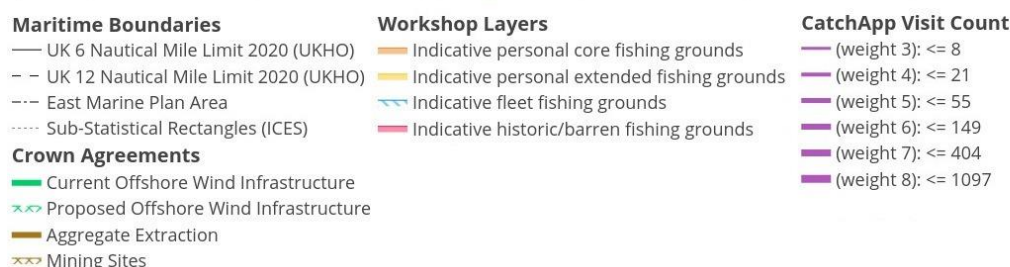 Maritime Boundaries
UK 6 Nautical Mile Limit 2020 (UKHO)
UK 12 Nautical Mile Limit 2020 (UKHO)
East Marine Plan Area
Sub-Statistical Rectangles (ICES)
Crown Agreements
Current Offshore Wind Infrastructure
Proposed Offshore Wind Infrastructure
Aggregate Extraction
Mining Sites
Workshop Layers
Indicative personal core fishing grounds
Indicative personal extended fishing grounds
Indicative fleet fishing grounds
Indicative historic/barren fishing grounds
CatchApp Visit Count
(weight 3): <= 8
(weight 4): <= 21
(weight 5): <= 55
(weight 6): <= 149
(weight 7): <= 404
(weight 8): <= 1097